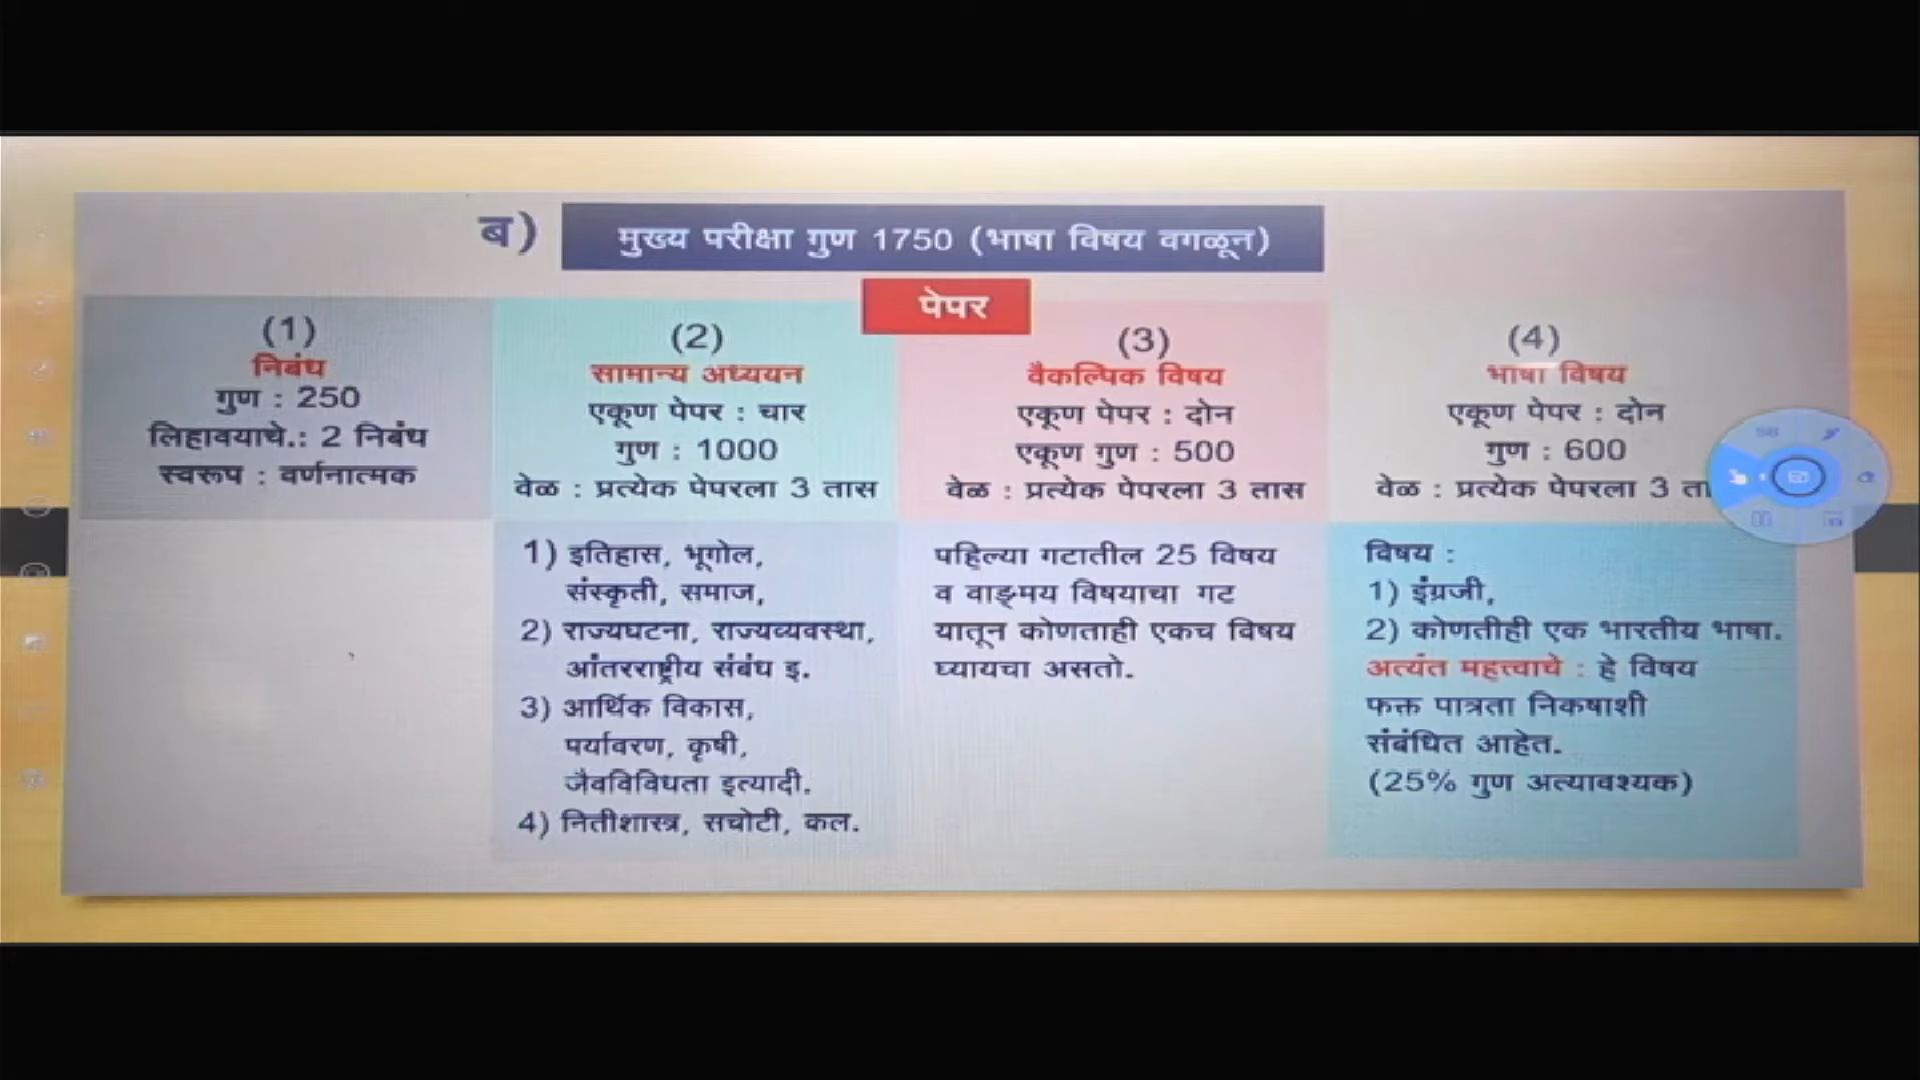 ब) मुख्य परीक्षा गुण 1750 (भाषा विषय वगळून)
पेपर
(1)
निबंध
गुण : 250
लिहावयाचे.: 2 निबंध
स्वरूप : वर्णनात्मक
(2)
सामान्य अध्ययन
एकूण पेपर : चार
गुण : 1000
वेळ : प्रत्येक पेपरला 3 तास
1) इतिहास, भूगोल,
संस्कृती, समाज,
2) राज्यघटना, राज्यव्यवस्था,
आंतरराष्ट्रीय संबंध इ.
3) आर्थिक विकास,
पर्यावरण, कृषी,
जैवविविधता इत्यादी.
4) नितीशास्त्र, सचोटी, कल.
(3)
वैकल्पिक विषय
एकूण पेपर : दोन
एकूण गुण : 500
वेळ : प्रत्येक पेपरला 3 तास
पहिल्या गटातील 25 विषय
व वाङ्मय विषयाचा गट
यातून कोणताही एकच विषय
घ्यायचा असतो.
(4)
भाषा विषय
एकूण पेपर : दोन
गुण : 600
वेळ : प्रत्येक पेपरला 3 ता
विषय :
1) इंग्रजी,
2) कोणतीही एक भारतीय भाषा.
अत्यंत महत्त्वाचे : हे विषय
फक्त पात्रता निकषाशी
संबंधित आहेत.
(25% गुण अत्यावश्यक)